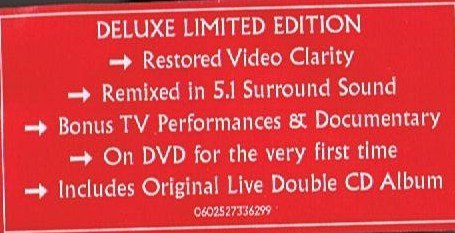 DELUXE LIMITED EDITION
→ Restored Video Clarity
→ Remixed in 5.1 Surround Sound
→ Bonus TV Performances & Documentary
→ On DVD for the very first time
→ Includes Original Live Double CD Album
0602527336299